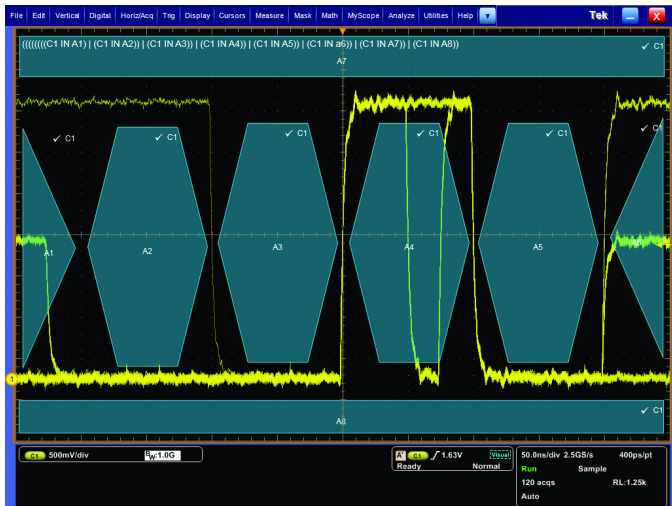 File Edit Vertical Digital Horiz/Acq Trig Display Cursors Measure Mask Math MyScope Analyze Utilities Help Tek X
((((((((C1 IN A1) | (C1 IN A2)) | (C1 IN A3)) | (C1 IN A4)) | (C1 IN A5)) | (C1 IN a6)) | (C1 IN A7)) | (C1 IN A8))
✓ C1
A7
✓ C1 ✓ C1 ✓ C1 ✓ C1 ✓ C1 ✓ C1
A1 A2 A3 A4 A5 A6
1
✓ C1
A8
C1 500mV/div BW:1.0G
A' C1 1.63V Visual
Ready Normal
50.0ns/div 2.5GS/s 400ps/pt
Run Sample
120 acqs RL:1.25k
Auto